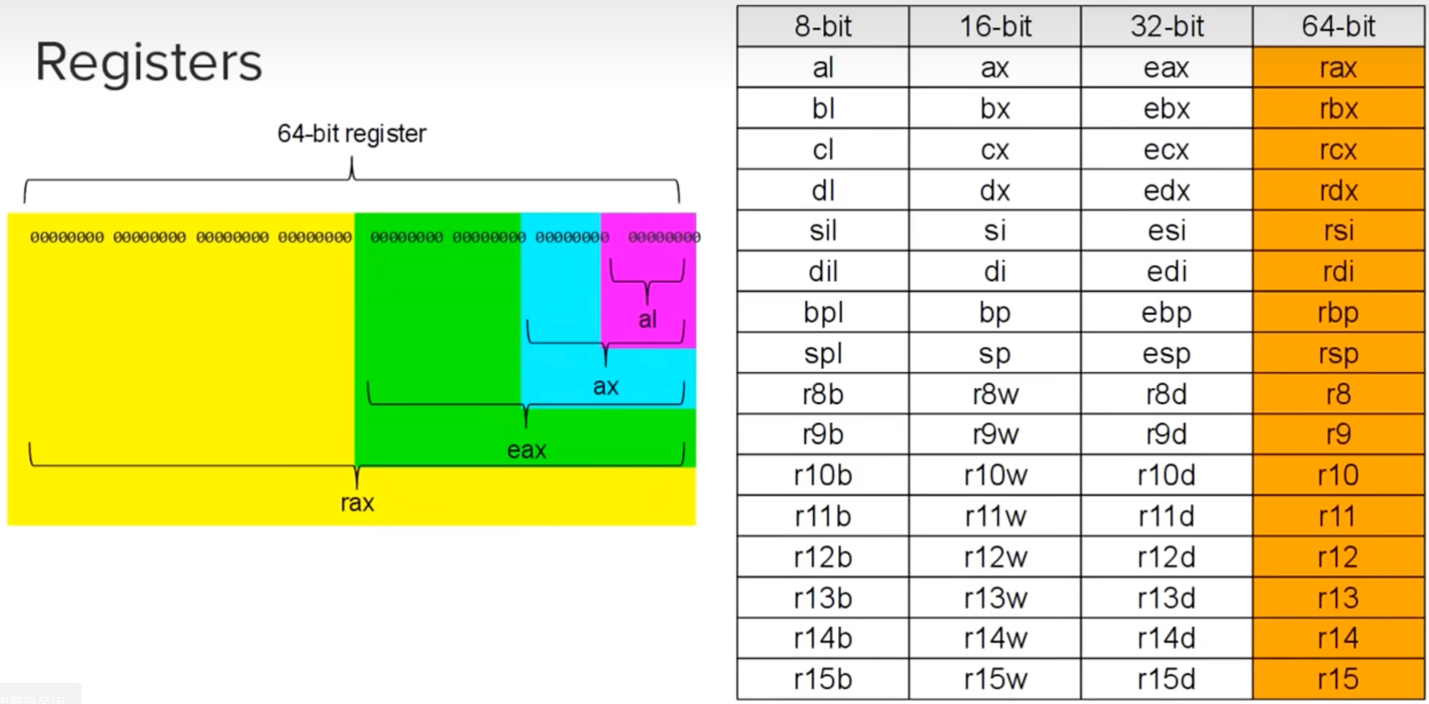 Registers
64-bit register
00000000 00000000 00000000 00000000 00000000 00000000 00000000 00000000
al
ax
eax
rax
8-bit 16-bit 32-bit 64-bit
al ax eax rax
bl bx ebx rbx
cl cx ecx rcx
dl dx edx rdx
sil si esi rsi
dil di edi rdi
bpl bp ebp rbp
spl sp esp rsp
r8b r8w r8d r8
r9b r9w r9d r9
r10b r10w r10d r10
r11b r11w r11d r11
r12b r12w r12d r12
r13b r13w r13d r13
r14b r14w r14d r14
r15b r15w r15d r15